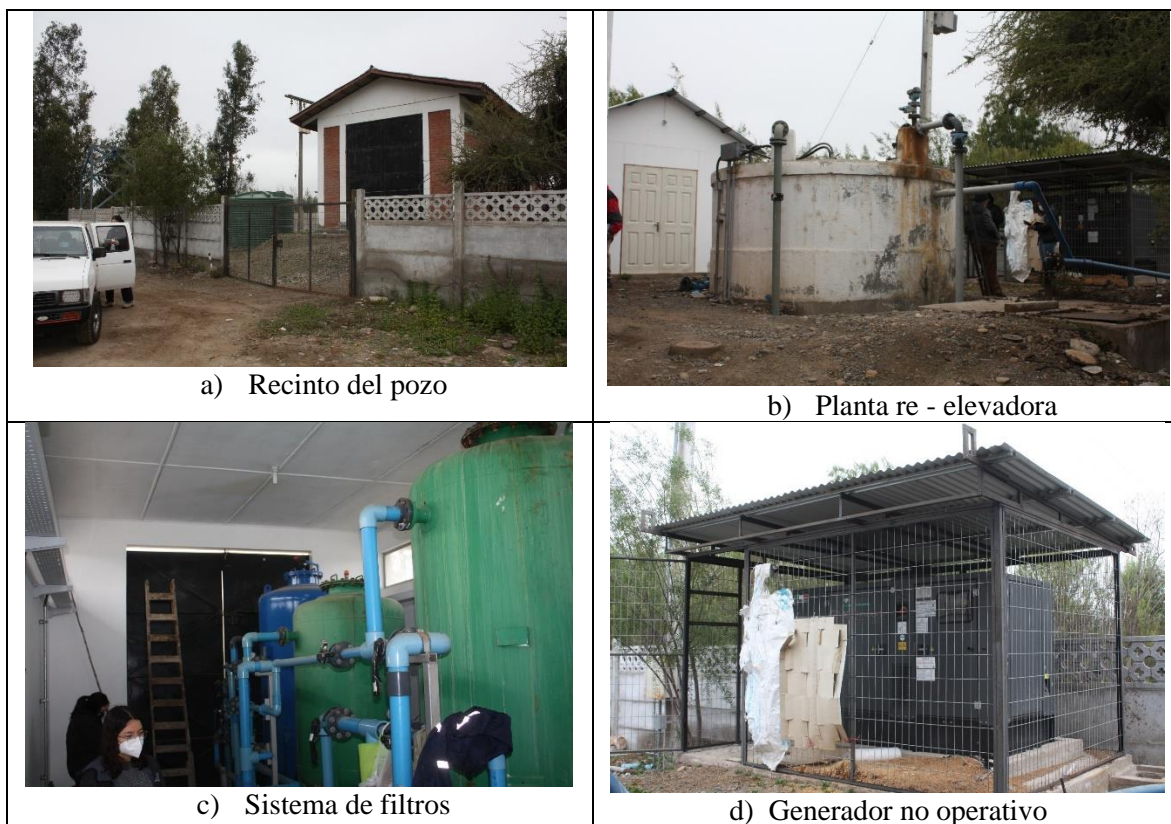 a) Recinto del pozo
b) Planta re - elevadora
c) Sistema de filtros
d) Generador no operativo